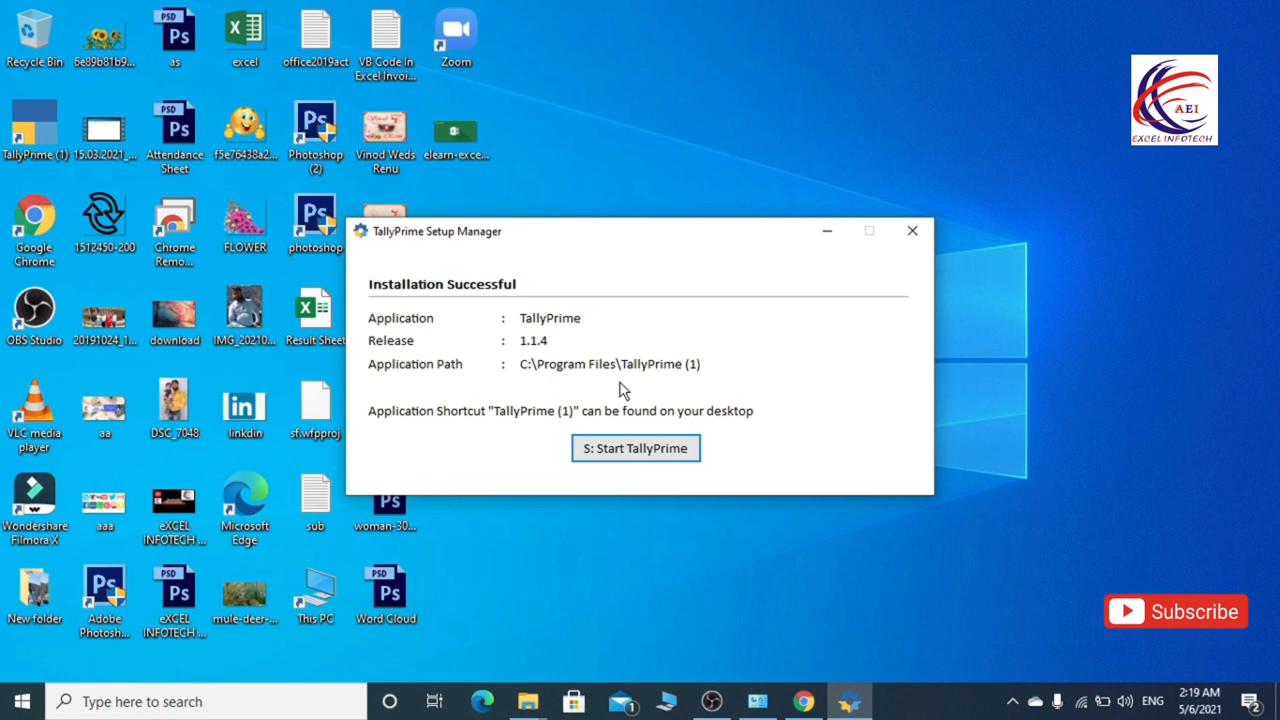 Recycle Bin
6e89b81b9...
as
excel
office2019act
VB Code In
Excel Invoi...
Zoom
TallyPrime (1)
15.03.2021_...
Attendance
Sheet
f5e76438a2...
Photoshop
(2)
Vinod Weds
Renu
elearn-exce...
AEI
EXCEL INFOTECH
Google
Chrome
1512450-200
Chrome
Remo...
FLOWER
photoshop
OBS Studio
20191024_1...
download
IMG_20210...
Result Sheet
VLC media
player
aa
DSC_7048
linkdin
sf.wfpproj
Wondershare
Filmora X
aaa
eXCEL
INFOTECH ...
Microsoft
Edge
sub
woman-30...
New folder
Adobe
Photosh...
eXCEL
INFOTECH ...
mule-deer-...
This PC
Word Cloud
TallyPrime Setup Manager
Installation Successful
Application : TallyPrime
Release : 1.1.4
Application Path : C:\Program Files\TallyPrime (1)
Application Shortcut "TallyPrime (1)" can be found on your desktop
S: Start TallyPrime
Subscribe
Type here to search
ENG
2:19 AM
5/6/2021